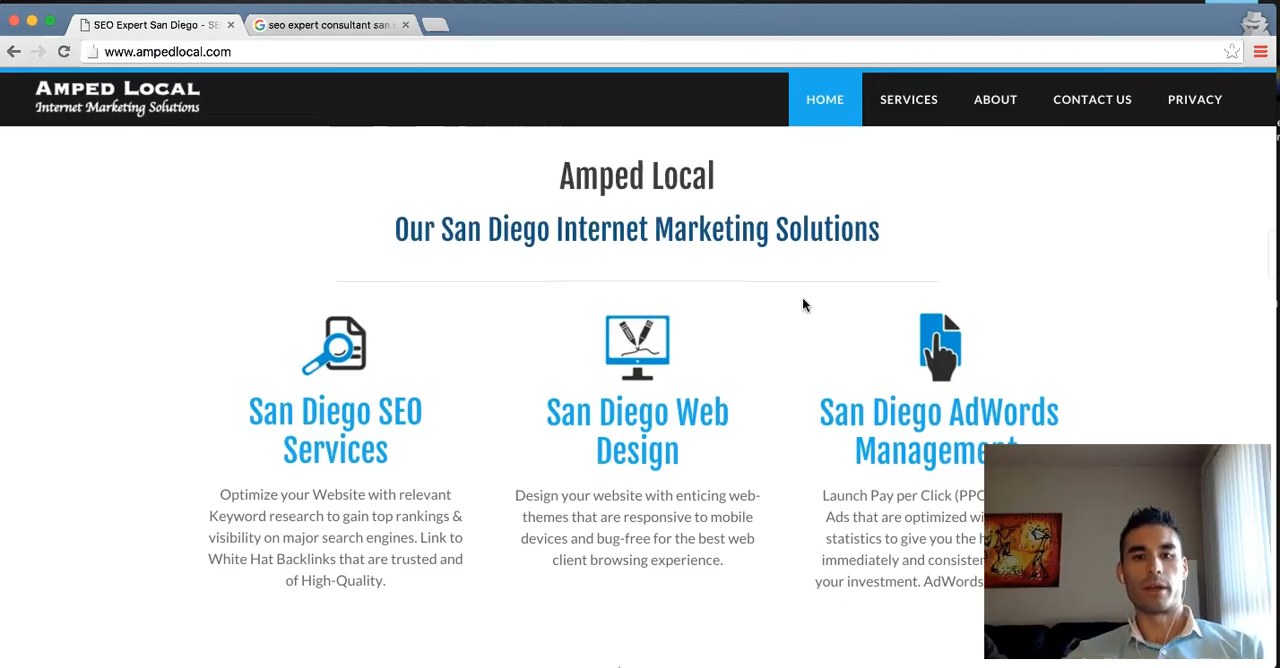 SEO Expert San Diego - SE
seo expert consultant san
www.ampedlocal.com
AMPED LOCAL
Internet Marketing Solutions
HOME
SERVICES
ABOUT
CONTACT US
PRIVACY
Amped Local
Our San Diego Internet Marketing Solutions
San Diego SEO
Services
Optimize your Website with relevant
Keyword research to gain top rankings &
visibility on major search engines. Link to
White Hat Backlinks that are trusted and
of High-Quality.
San Diego Web
Design
Design your website with enticing web-
themes that are responsive to mobile
devices and bug-free for the best web
client browsing experience.
San Diego AdWords
Management
Launch Pay per Click (PPC
Ads that are optimized wi
statistics to give you the h
immediately and consisten
your investment. AdWords